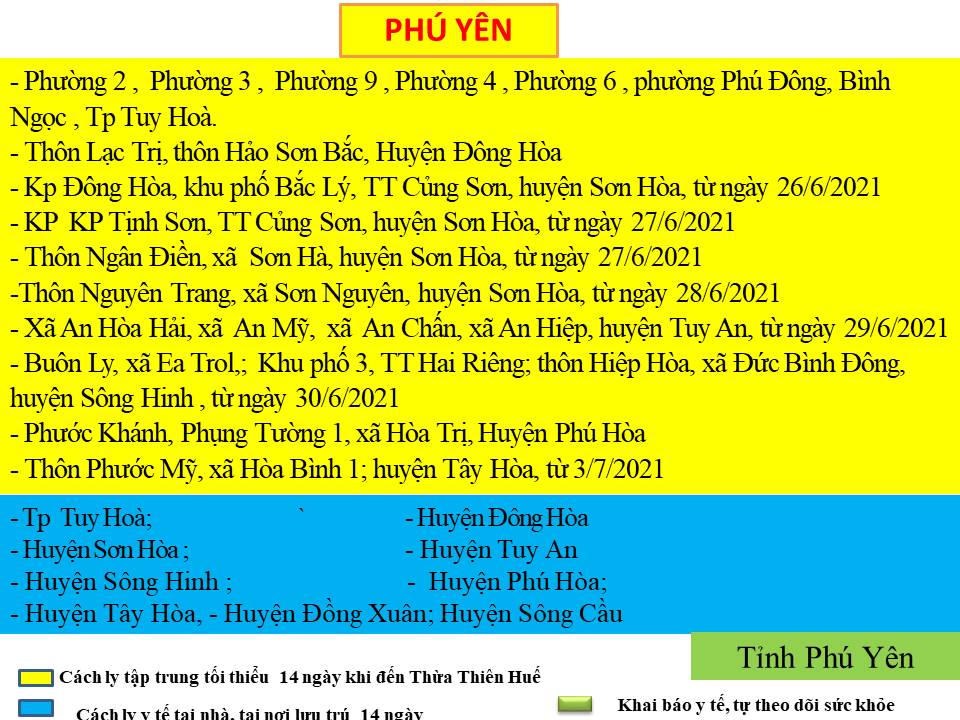 PHÚ YÊN
- Phường 2 , Phường 3 , Phường 9 , Phường 4 , Phường 6 , phường Phú Đông, Bình
Ngọc , Tp Tuy Hoà.
- Thôn Lạc Trị, thôn Hảo Sơn Bắc, Huyện Đông Hòa
- Kp Đông Hòa, khu phố Bắc Lý, TT Củng Sơn, huyện Sơn Hòa, từ ngày 26/6/2021
- KP KP Tịnh Sơn, TT Củng Sơn, huyện Sơn Hòa, từ ngày 27/6/2021
- Thôn Ngân Điền, xã Sơn Hà, huyện Sơn Hòa, từ ngày 27/6/2021
-Thôn Nguyên Trang, xã Sơn Nguyên, huyện Sơn Hòa, từ ngày 28/6/2021
- Xã An Hòa Hải, xã An Mỹ, xã An Chấn, xã An Hiệp, huyện Tuy An, từ ngày 29/6/2021
- Buôn Ly, xã Ea Trol,; Khu phố 3, TT Hai Riêng; thôn Hiệp Hòa, xã Đức Bình Đông,
huyện Sông Hinh , từ ngày 30/6/2021
- Phước Khánh, Phụng Tường 1, xã Hòa Trị, Huyện Phú Hòa
- Thôn Phước Mỹ, xã Hòa Bình 1; huyện Tây Hòa, từ 3/7/2021
- Tp Tuy Hoà; ` - Huyện Đông Hòa
- Huyện Sơn Hòa ; - Huyện Tuy An
- Huyện Sông Hinh ; - Huyện Phú Hòa;
- Huyện Tây Hòa, - Huyện Đồng Xuân; Huyện Sông Cầu
Tỉnh Phú Yên
Cách ly tập trung tối thiểu 14 ngày khi đến Thừa Thiên Huế
Khai báo y tế, tự theo dõi sức khỏe
Cách ly y tế tại nhà, tại nơi lưu trú 14 ngày